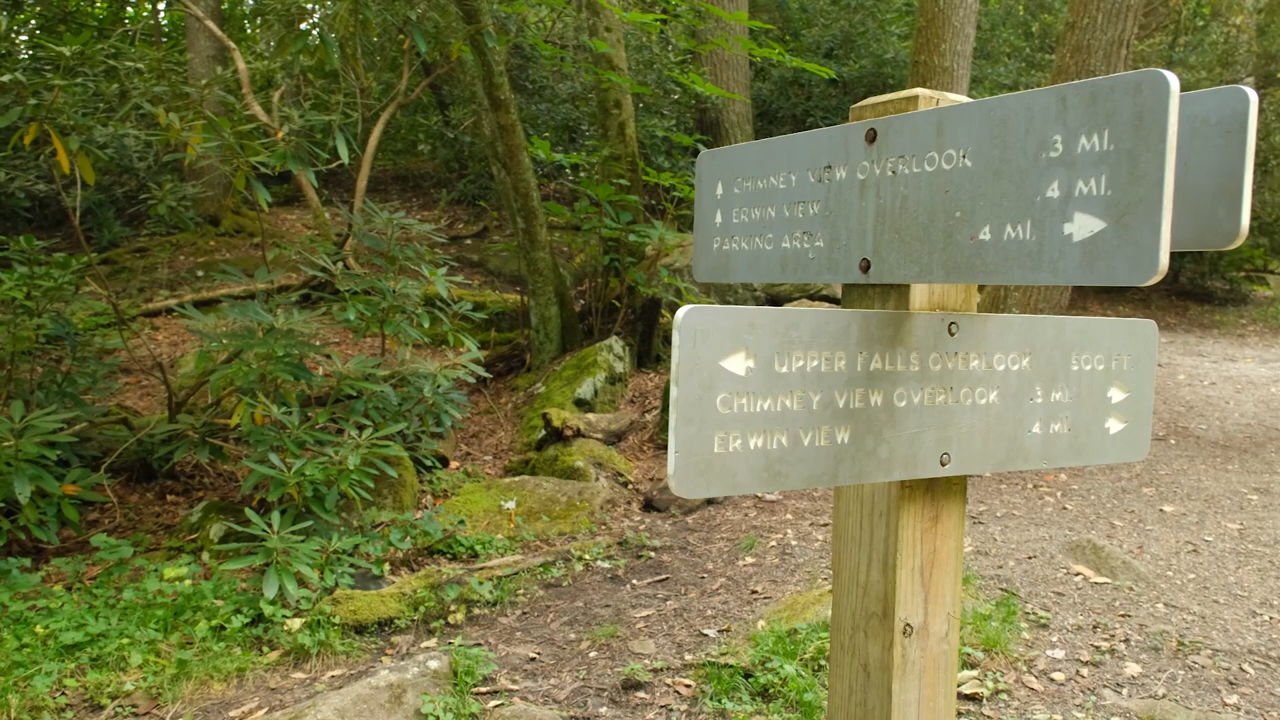 CHIMNEY VIEW OVERLOOK .3 MI.
ERWIN VIEW .4 MI.
PARKING AREA .4 MI.
UPPER FALLS OVERLOOK 500 FT.
CHIMNEY VIEW OVERLOOK .3 MI.
ERWIN VIEW .4 MI.